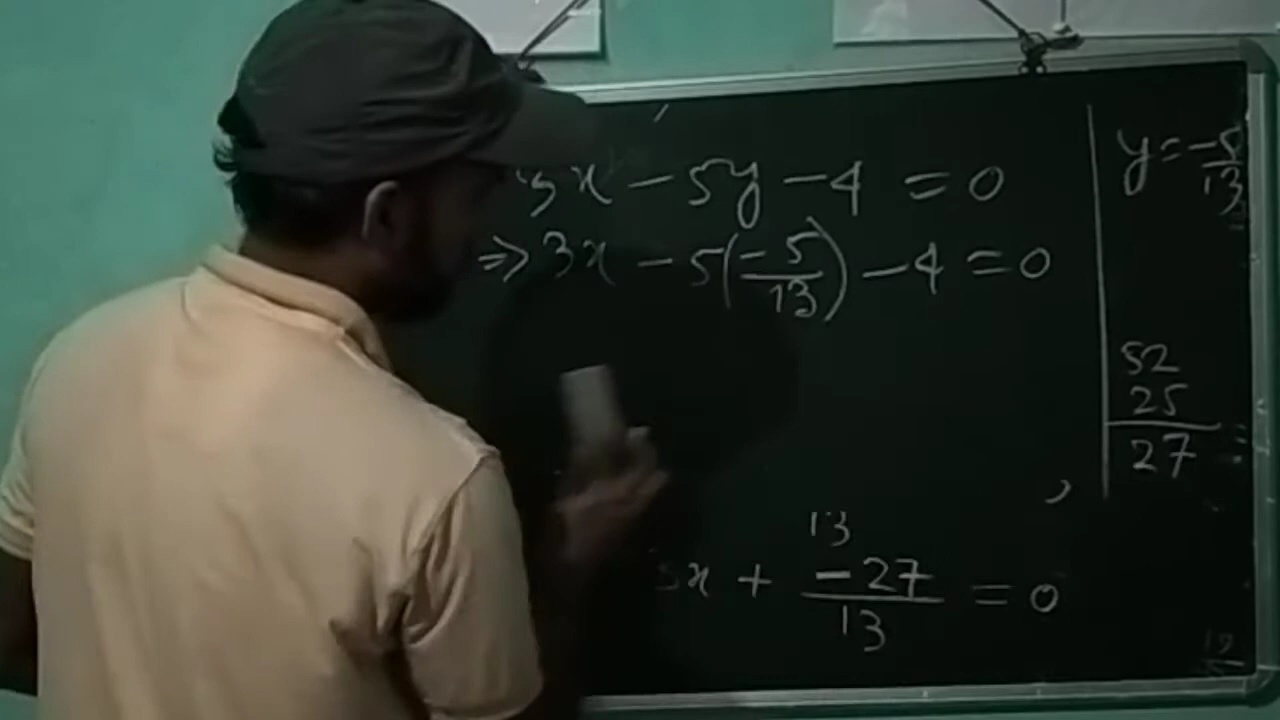 3x - 5y - 4 = 0
⇒ 3x - 5(-5/13) - 4 = 0
13
3x + -27/13 = 0
y = -5/13
52
25
27